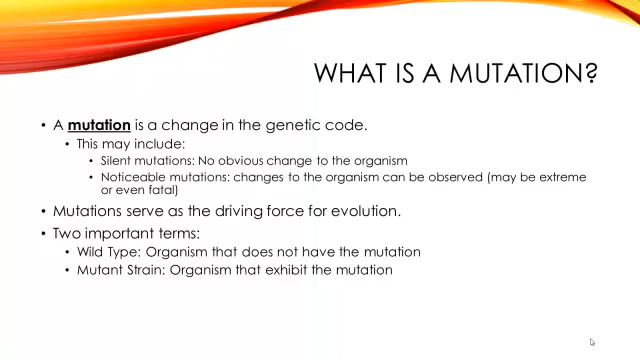 WHAT IS A MUTATION?
• A mutation is a change in the genetic code.
• This may include:
• Silent mutations: No obvious change to the organism
• Noticeable mutations: changes to the organism can be observed (may be extreme
or even fatal)
• Mutations serve as the driving force for evolution.
• Two important terms:
• Wild Type: Organism that does not have the mutation
• Mutant Strain: Organism that exhibit the mutation